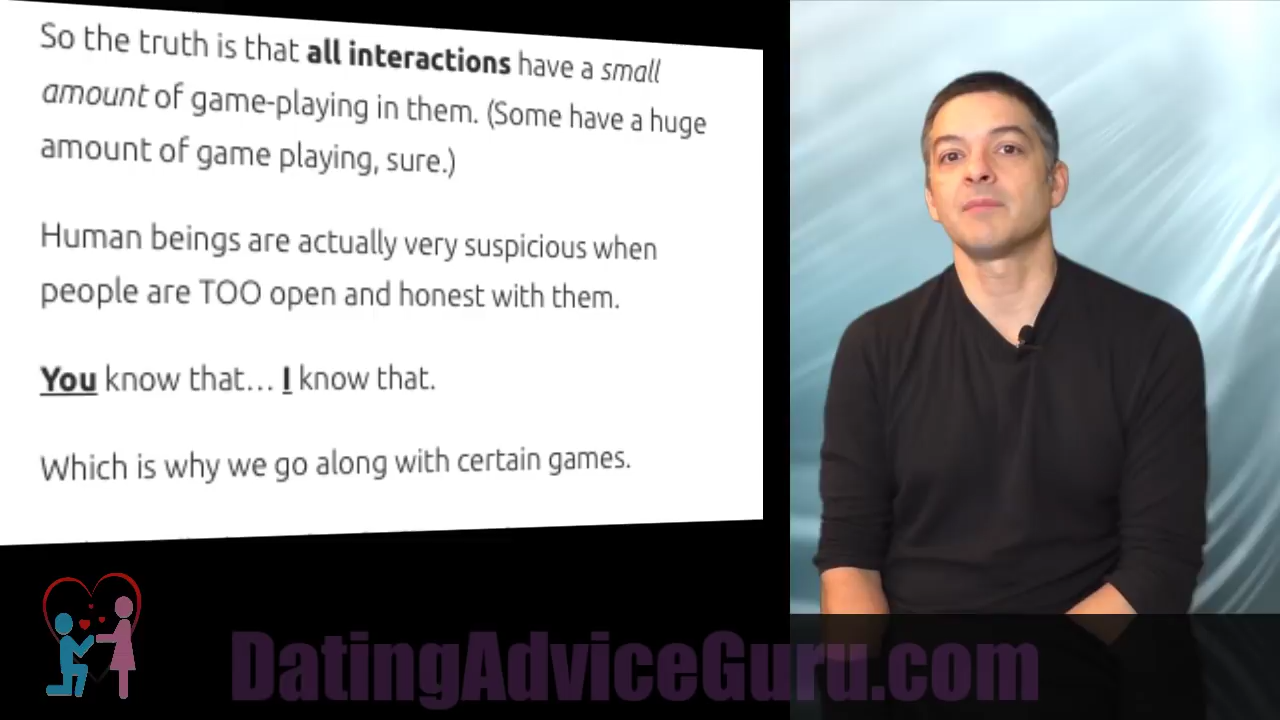 So the truth is that all interactions have a small
amount of game-playing in them. (Some have a huge
amount of game playing, sure.)
Human beings are actually very suspicious when
people are TOO open and honest with them.
You know that... I know that.
Which is why we go along with certain games.
DatingAdviceGuru.com